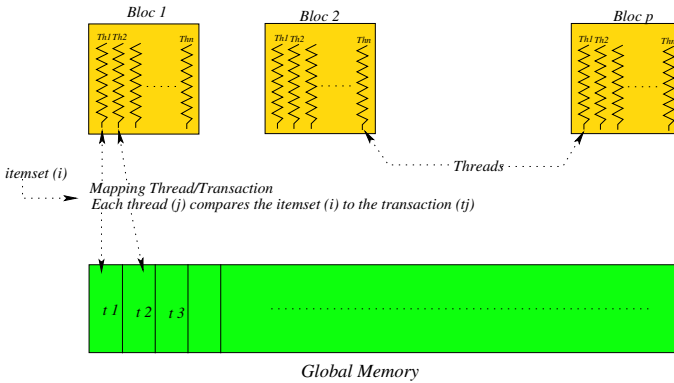 Bloc 1
Bloc 2
Bloc p
Th1 Th2 Thn
Th1 Th2 Thn
Th1 Th2 Thn
Threads
itemset (i)
Mapping Thread/Transaction
Each thread (j) compares the itemset (i) to the transaction (tj)
t 1
t 2
t 3
Global Memory